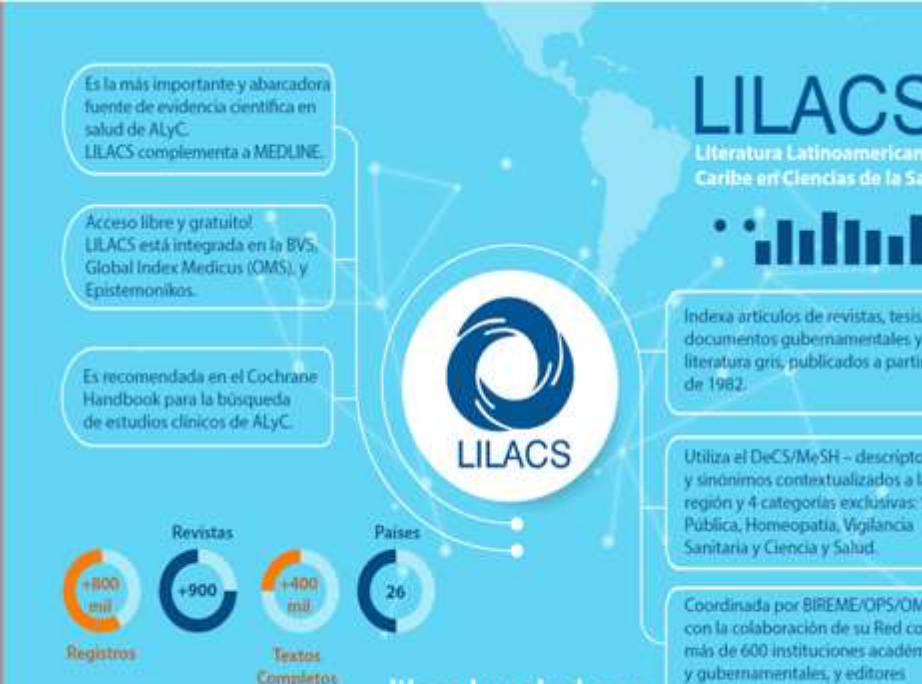 Es la más importante y abarcadora
fuente de evidencia científica en
salud de ALyC.
LILACS complementa a MEDLINE.
Acceso libre y gratuito!
LILACS está integrada en la BVS,
Global Index Medicus (OMS), y
Epistemonikos.
Es recomendada en el Cochrane
Handbook para la búsqueda
de estudios clínicos de ALyC.
LILACS
Revistas
Países
+800
mil
+900
+400
mil
26
Registros
Textos
Completos
LILACS
Literatura Latinoamerican
Caribe en Ciencias de la Sa
Indexa artículos de revistas, tesis
documentos gubernamentales y
literatura gris, publicados a parti
de 1982.
Utiliza el DeCS/MeSH – descripto
y sinónimos contextualizados a la
región y 4 categorías exclusivas:
Pública, Homeopatía, Vigilancia
Sanitaria y Ciencia y Salud.
Coordinada por BIREME/OPS/OM
con la colaboración de su Red co
más de 600 instituciones académ
y gubernamentales, y editores